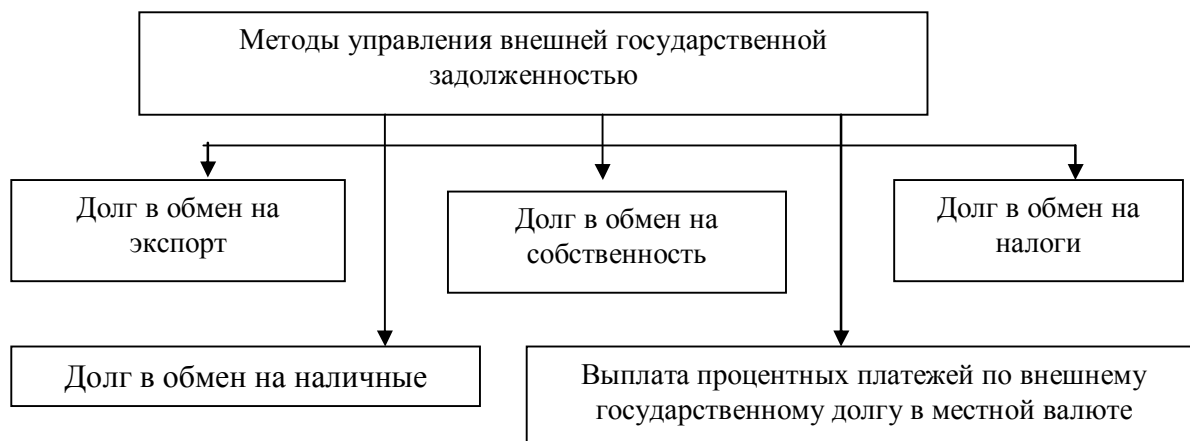 Методы управления внешней государственной
задолженностью
Долг в обмен на
экспорт
Долг в обмен на
собственность
Долг в обмен на
налоги
Долг в обмен на наличные
Выплата процентных платежей по внешнему
государственному долгу в местной валюте